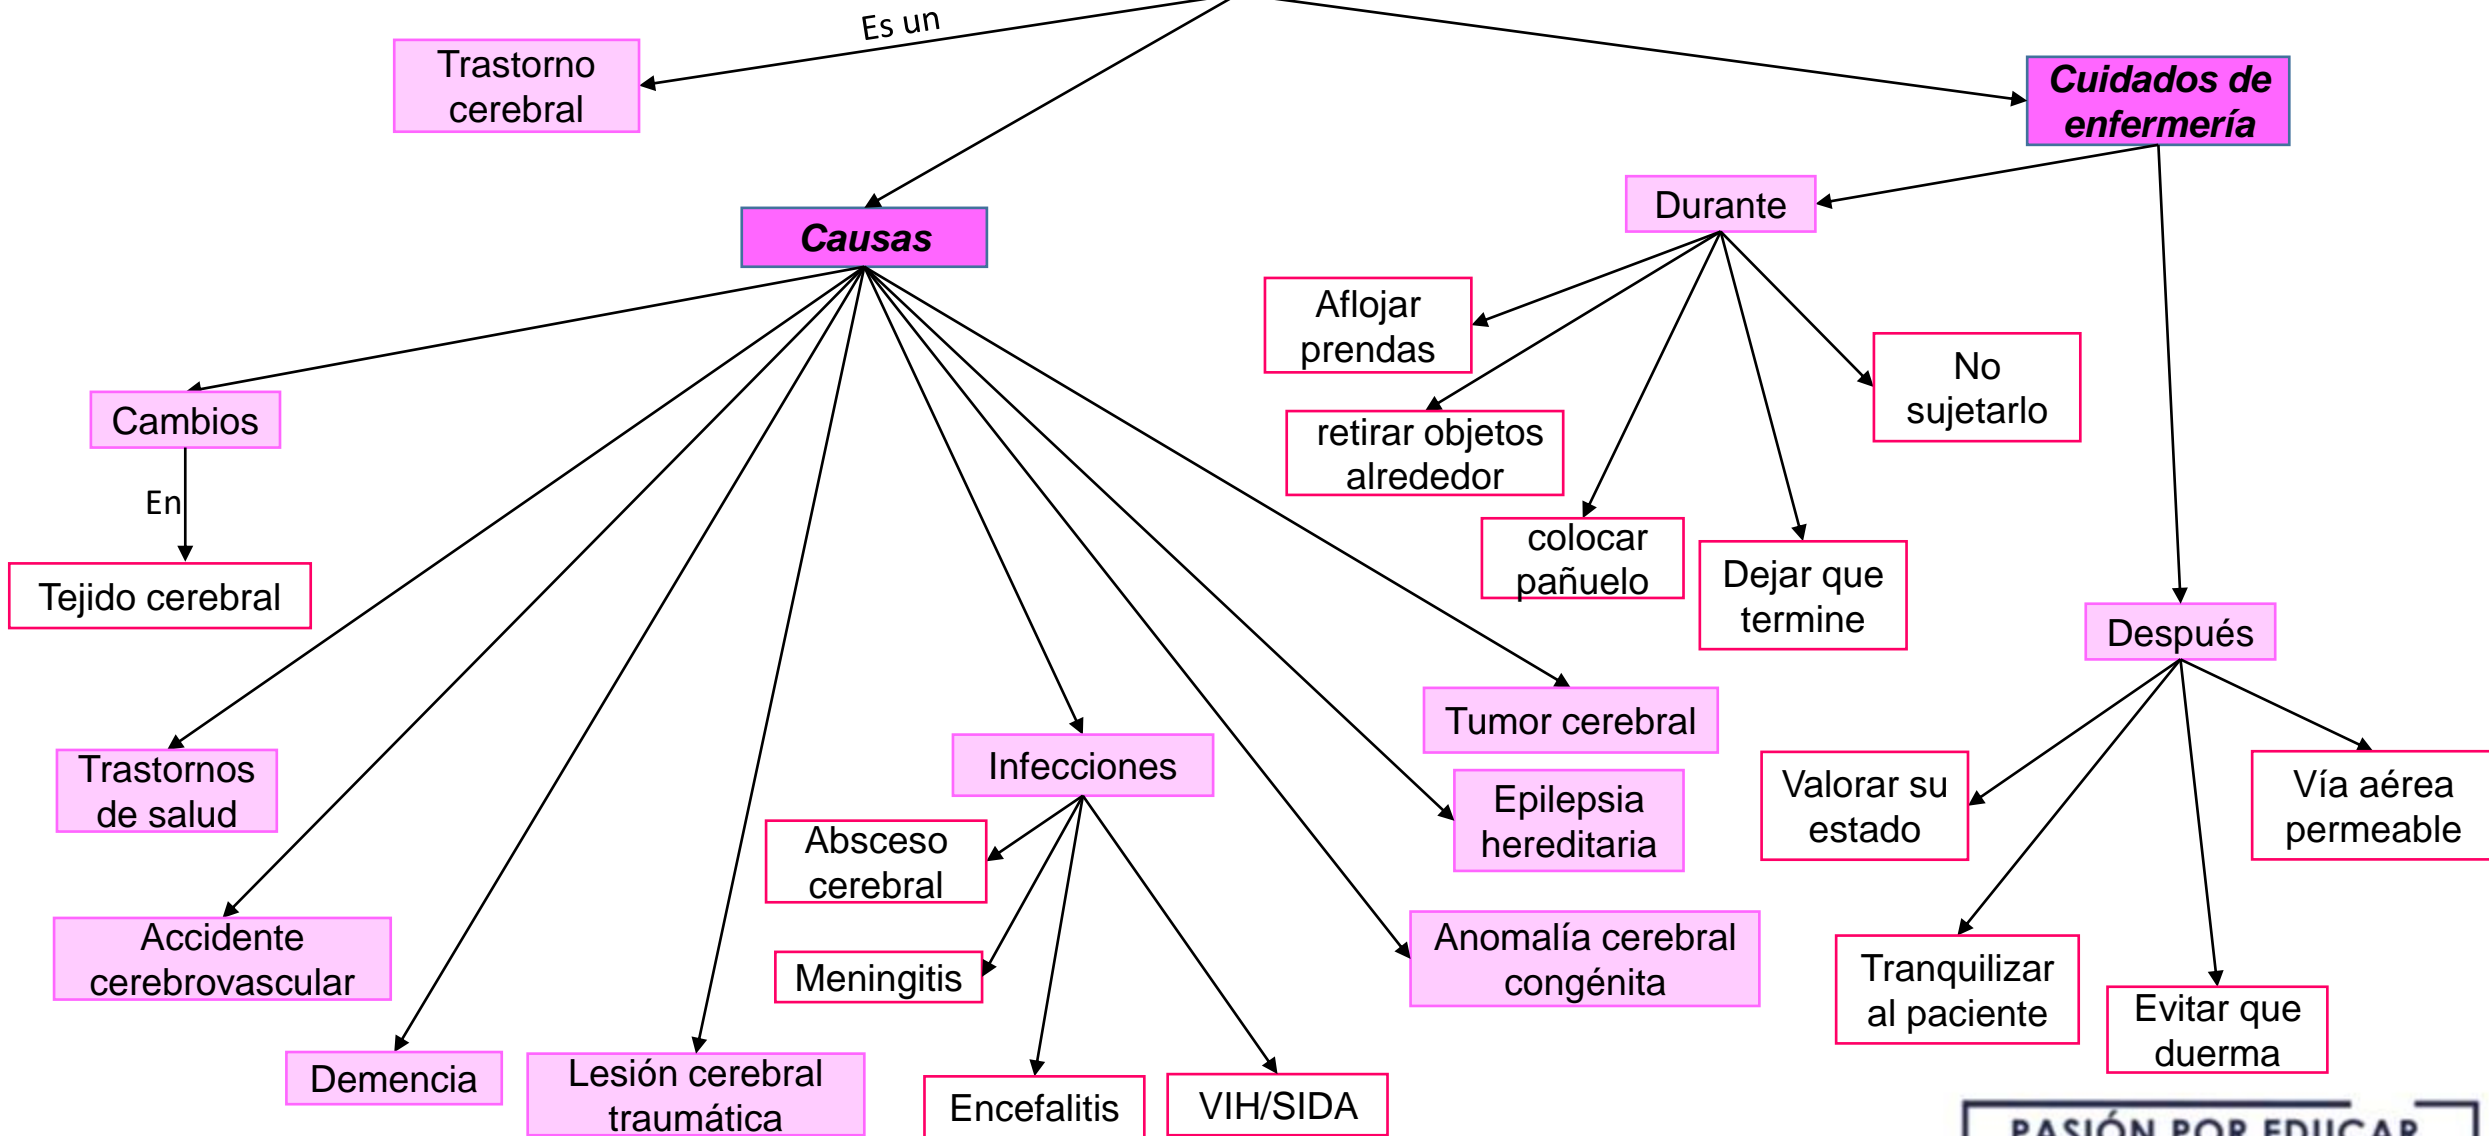 Es un
Trastorno
cerebral
Cuidados de
enfermería
Causas
Durante
Aflojar
prendas
No
sujetarlo
retirar objetos
alrededor
colocar
pañuelo
Dejar que
termine
Cambios
En
Tejido cerebral
Después
Tumor cerebral
Trastornos
de salud
Infecciones
Epilepsia
hereditaria
Valorar su
estado
Vía aérea
permeable
Absceso
cerebral
Accidente
cerebrovascular
Meningitis
Anomalía cerebral
congénita
Tranquilizar
al paciente
Evitar que
duerma
Demencia
Lesión cerebral
traumática
Encefalitis
VIH/SIDA
PASIÓN POR EDUCAR